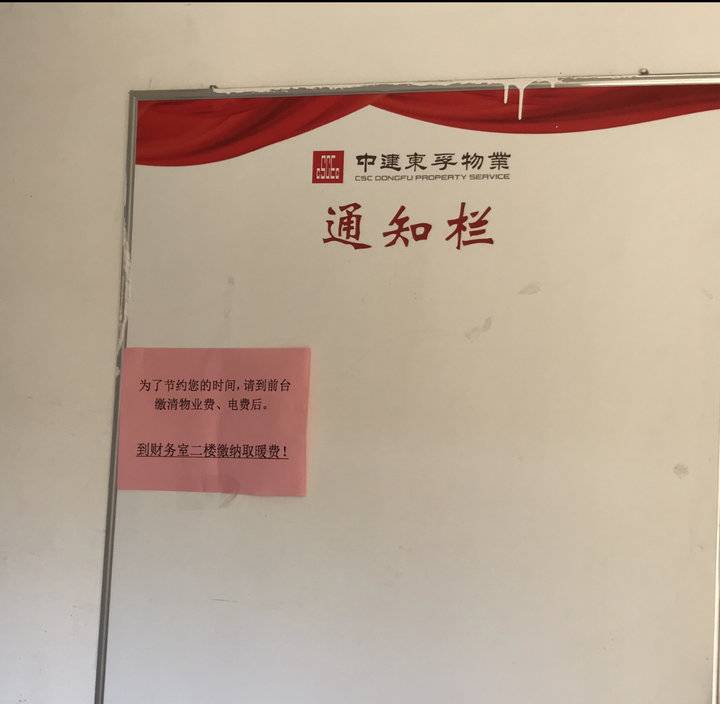 中建東孚物業
CSC DONGFU PROPERTY SERVICE
通知栏
为了节约您的时间,请到前台
缴清物业费、电费后。
到财务室二楼缴纳取暖费!